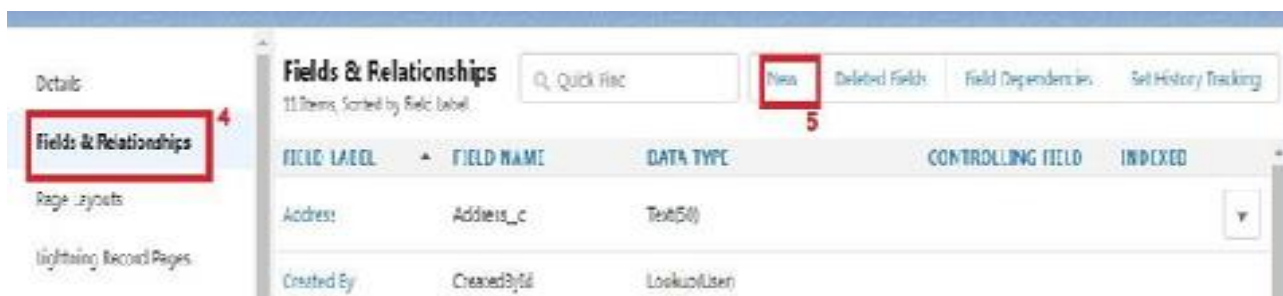 Details
Fields & Relationships
4
Page Layouts
Lightning Record Pages
Fields & Relationships
11 Items, Sorted by Field Label
Quick Find
New
Deleted Fields
Field Dependencies
Set History Tracking
5
FIELD LABEL FIELD NAME DATA TYPE CONTROLLING FIELD INDEXED
Address Address_c Text(50)
Created By CreatedById Lookup(User)